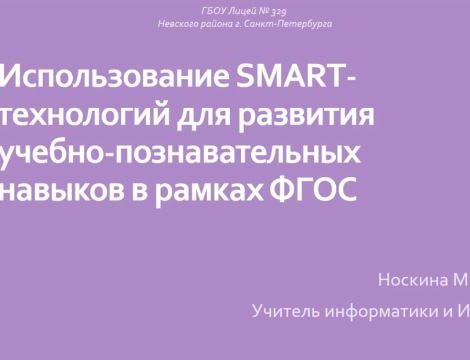 ГБОУ Лицей № 329
Невского района г. Санкт-Петербурга
Использование SMART-
технологий для развития
учебно-познавательных
навыков в рамках ФГОС
Носкина М
Учитель информатики и И